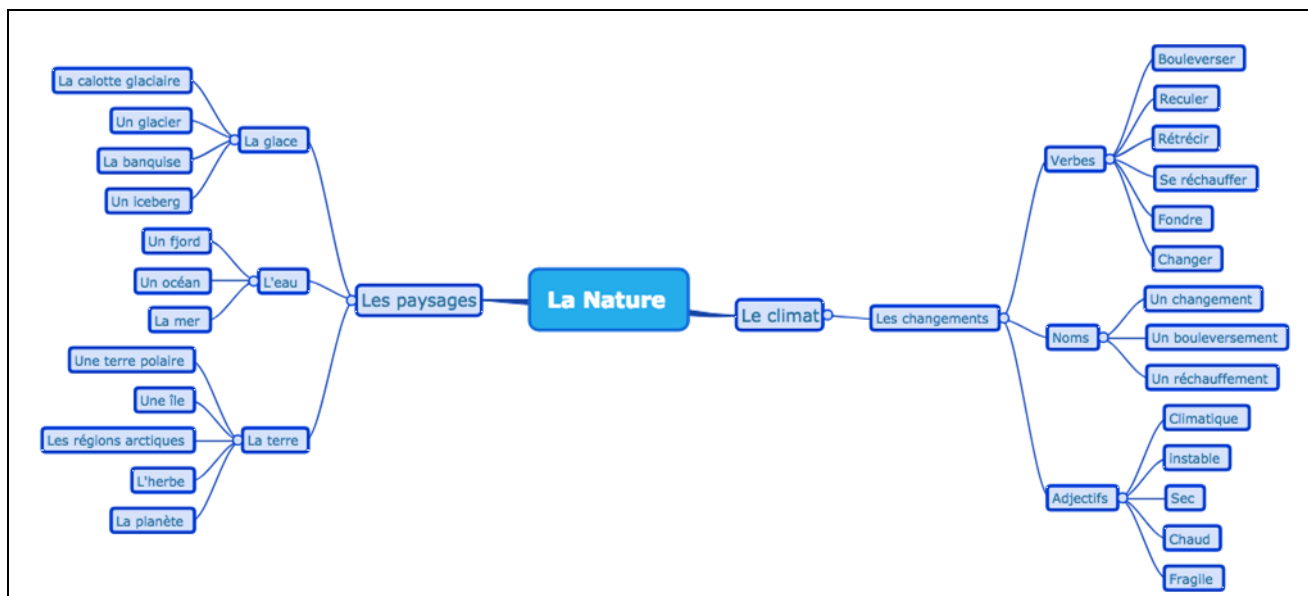 La Nature
Les paysages
La glace
La calotte glaciaire
Un glacier
La banquise
Un iceberg
L'eau
Un fjord
Un océan
La mer
La terre
Une terre polaire
Une île
Les régions arctiques
L'herbe
La planète
Le climat
Les changements
Verbes
Bouleverser
Reculer
Rétrécir
Se réchauffer
Fondre
Changer
Noms
Un changement
Un bouleversement
Un réchauffement
Adjectifs
Climatique
instable
Sec
Chaud
Fragile